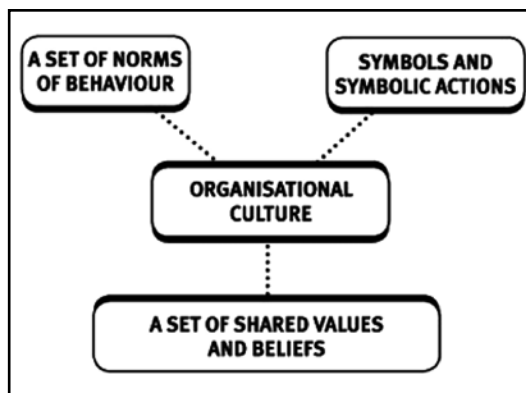 A SET OF NORMS
OF BEHAVIOUR
SYMBOLS AND
SYMBOLIC ACTIONS
ORGANISATIONAL
CULTURE
A SET OF SHARED VALUES
AND BELIEFS